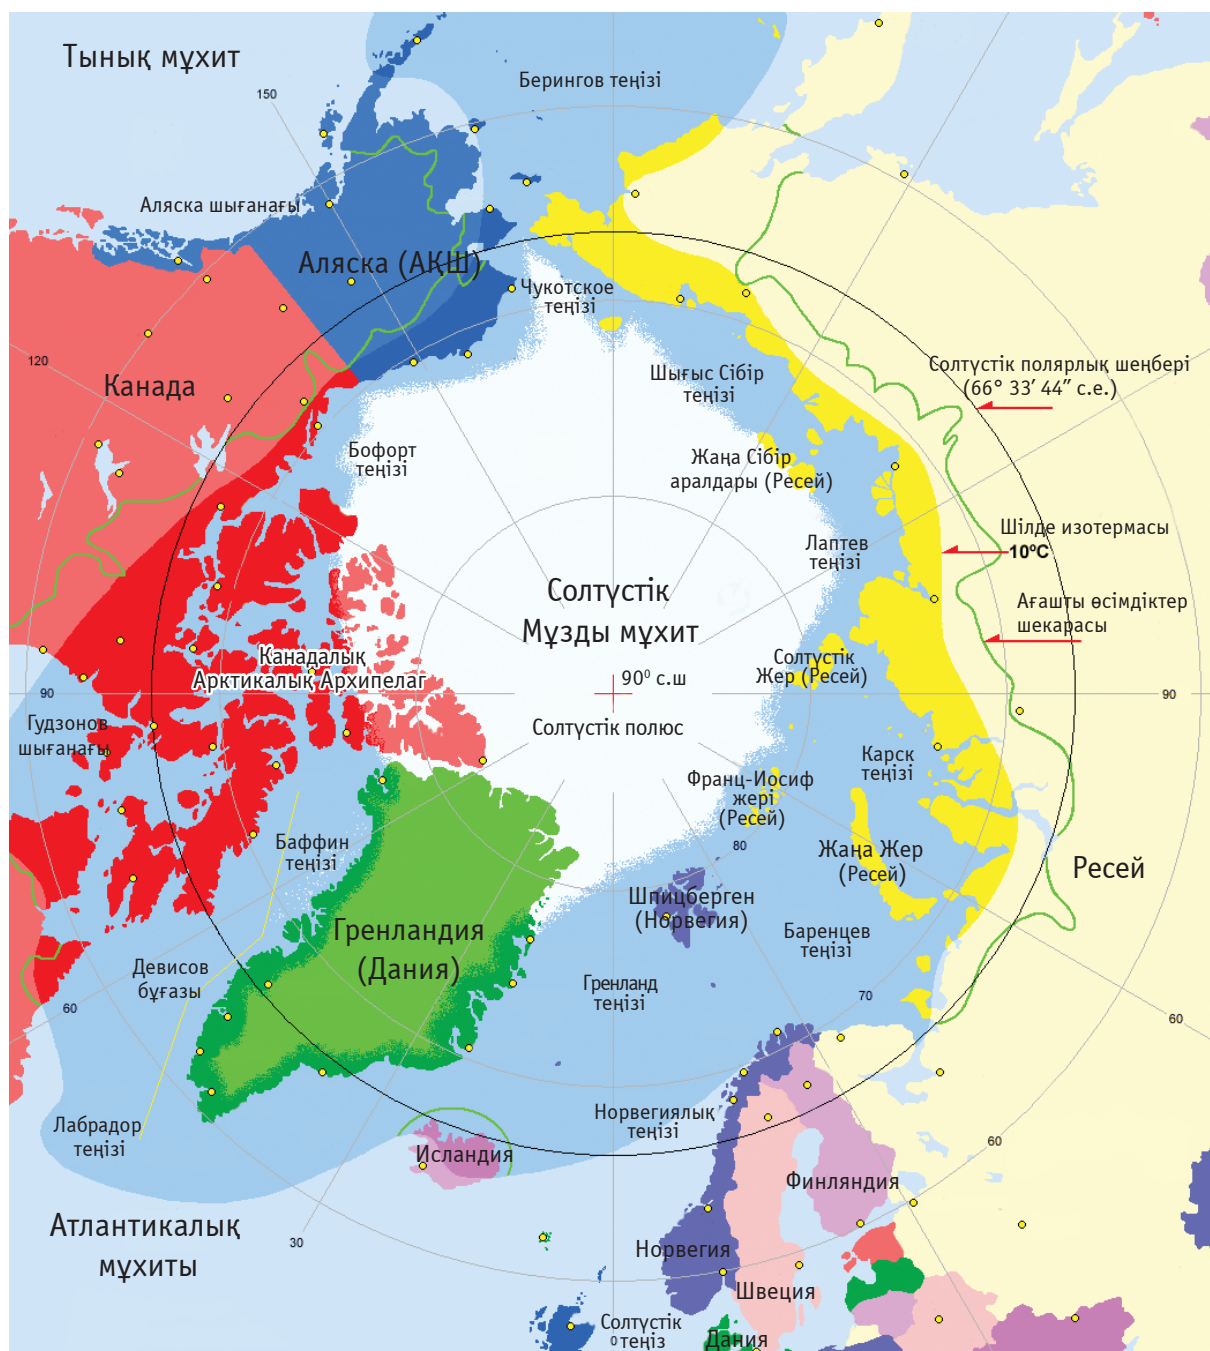 Тынық мұхит
Берингов теңізі
150
Аляска шығанағы
Аляска (АҚШ)
Чукотское
теңізі
120
Канада
Шығыс Сібір
теңізі
Солтүстік полярлық шеңбері
(66° 33′ 44″ с.е.)
Бофорт
теңізі
Жаңа Сібір
аралдары (Ресей)
Шілде изотермасы
10ºC
Лаптев
теңізі
Солтүстік
Мұзды мұхит
Ағашты өсімдіктер
шекарасы
Канадалық
Арктикалық Архипелаг
Солтүстік
Жер (Ресей)
90⁰ с.ш
90
90
Гудзонов
шығанағы
Солтүстік полюс
Карск
теңізі
Франц-Иосиф
жері
(Ресей)
Баффин
теңізі
80
Жаңа Жер
(Ресей)
Ресей
Шпицберген
(Норвегия)
Гренландия
(Дания)
Баренцев
теңізі
Девисов
бұғазы
Гренланд
теңізі
70
60
60
Лабрадор
теңізі
Норвегиялық
теңізі
60
Исландия
Финляндия
Атлантикалық
мұхиты
30
Норвегия
Швеция
Солтүстік
теңіз
0
Дания